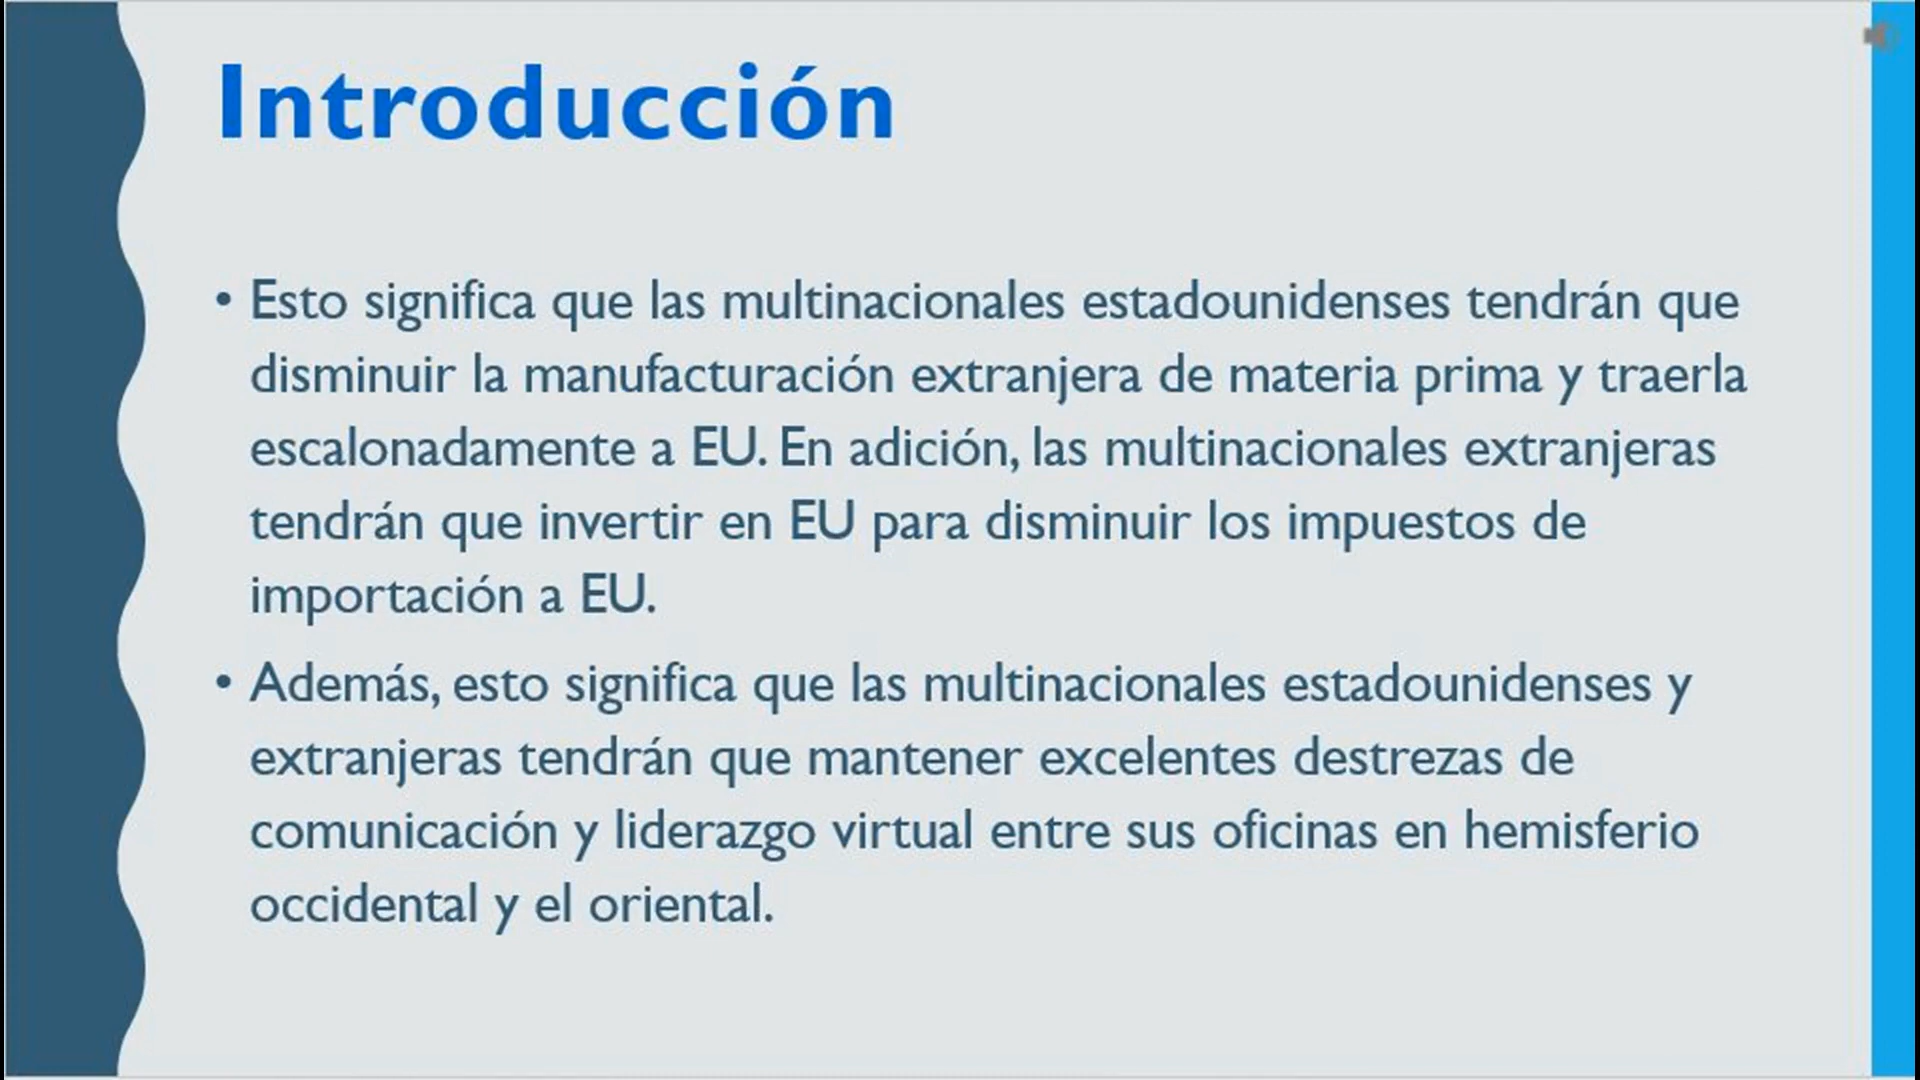 Introducción
• Esto significa que las multinacionales estadounidenses tendrán que
disminuir la manufacturación extranjera de materia prima y traerla
escalonadamente a EU. En adición, las multinacionales extranjeras
tendrán que invertir en EU para disminuir los impuestos de
importación a EU.
• Además, esto significa que las multinacionales estadounidenses y
extranjeras tendrán que mantener excelentes destrezas de
comunicación y liderazgo virtual entre sus oficinas en hemisferio
occidental y el oriental.